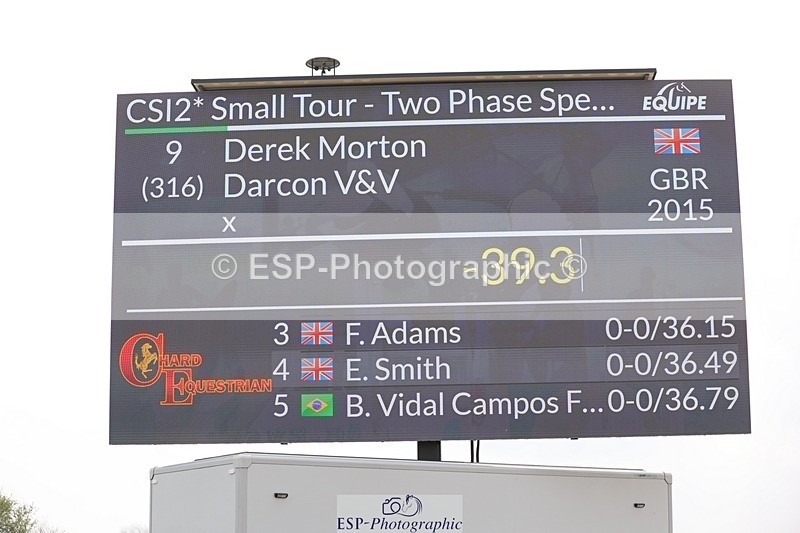 CSI2* Small Tour - Two Phase Spe...
EQUIPE
9 Derek Morton
(316) Darcon V&V GBR
2015
x
-39.3
© ESP-Photographic ©
3 F. Adams 0-0/36.15
4 E. Smith 0-0/36.49
5 B. Vidal Campos F...0-0/36.79
CHARD
EQUESTRIAN
ESP-Photographic